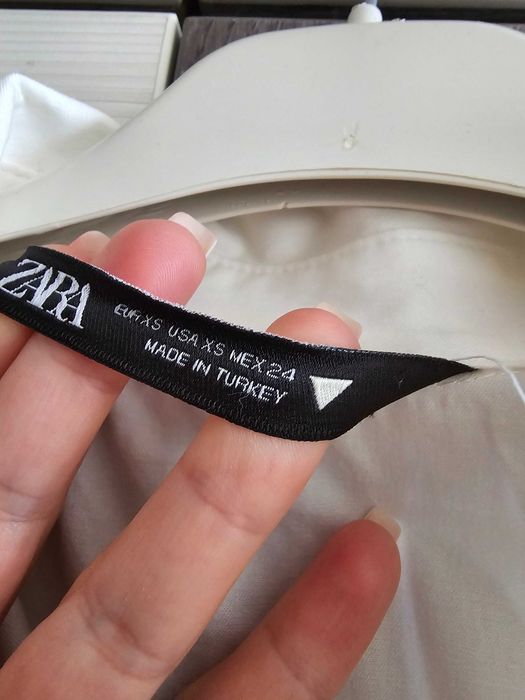 ZARA
EUR XS USA XS MEX 24
MADE IN TURKEY